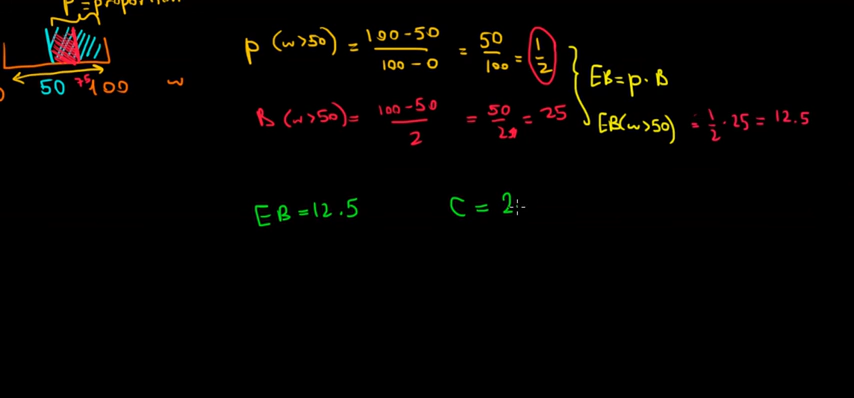 P = proportion
p (w>50) = 100-50 / 100-0 = 50 / 100 = 1/2
EB = p · B
0 50 75 100 w
B (w>50) = 100-50 / 2 = 50 / 2 = 25
EB(w>50) = 1/2 · 25 = 12.5
EB = 12.5 C = 2